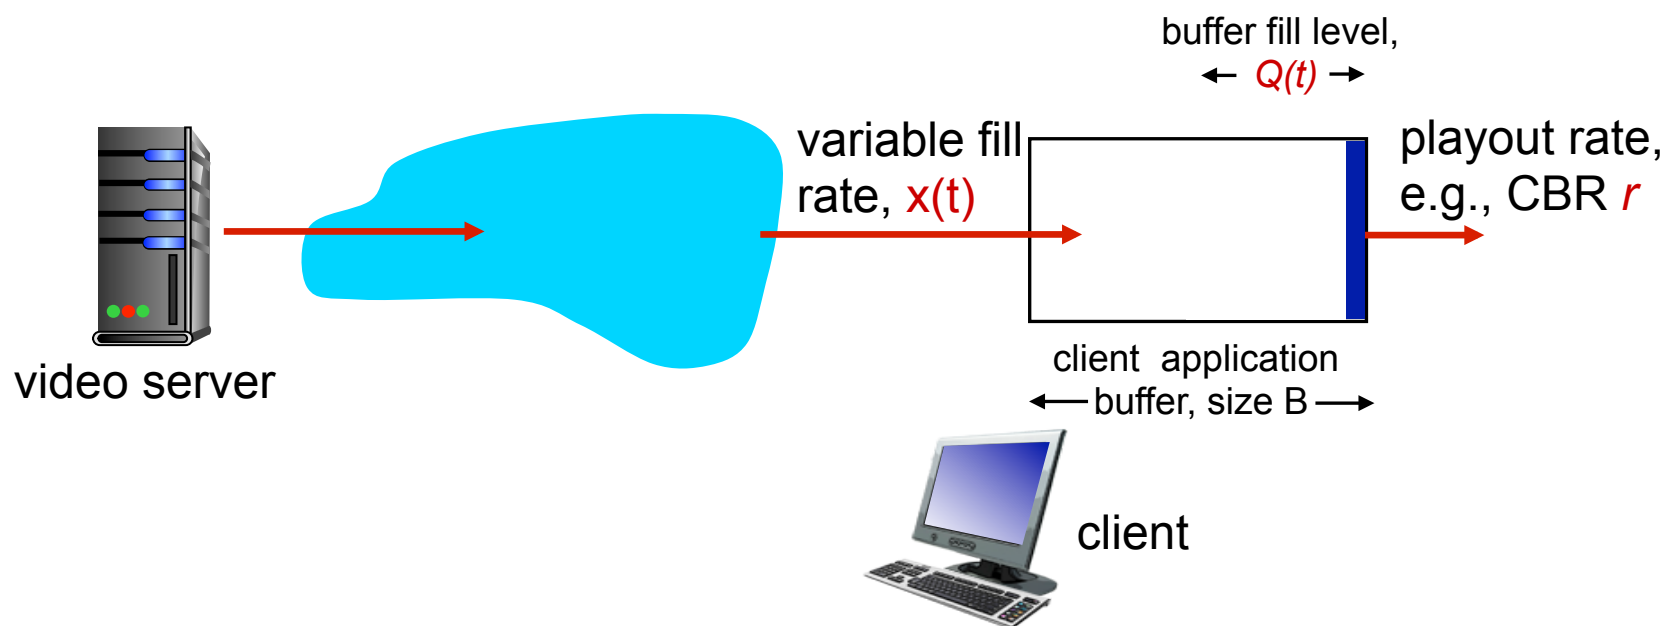 buffer fill level,
Q(t)
variable fill
rate, x(t)
playout rate,
e.g., CBR r
video server
client application
buffer, size B
client